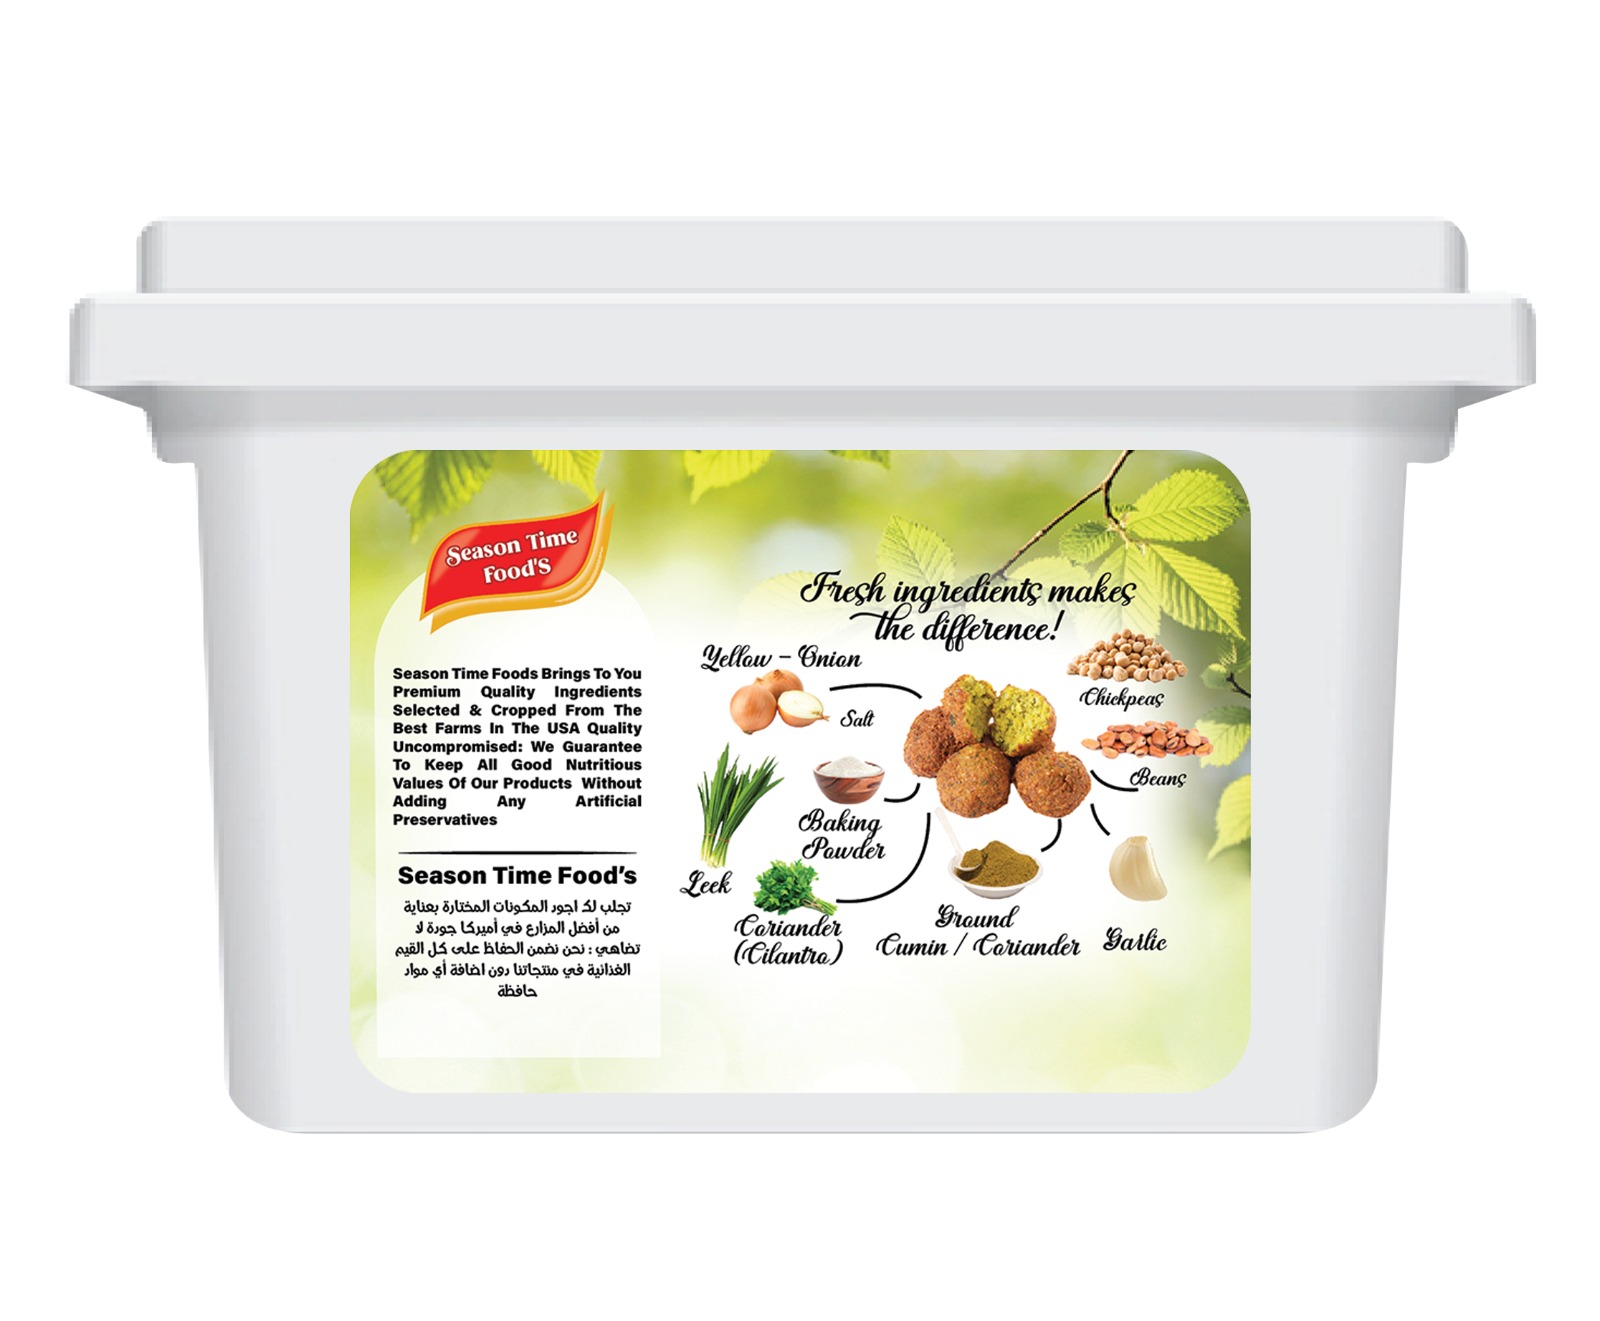 Season Time
Food'S
Season Time Foods Brings To You
Premium Quality Ingredients
Selected & Cropped From The
Best Farms In The USA Quality
Uncompromised: We Guarantee
To Keep All Good Nutritious
Values Of Our Products Without
Adding Any Artificial
Preservatives
Season Time Food's
تجلب لك اجود المكونات المختارة بعناية
من أفضل المزارع في أميركا جودة لا
تضاهي : نحن نضمن الحفاظ على كل القيم
الغذائية في منتجاتنا دون اضافة أي مواد
حافظة
Fresh ingredients makes
the difference!
Yellow - Onion
Salt
Chickpeas
Beans
Baking
Powder
Leek
Coriander
(Cilantro)
Ground
Cumin / Coriander
Garlic